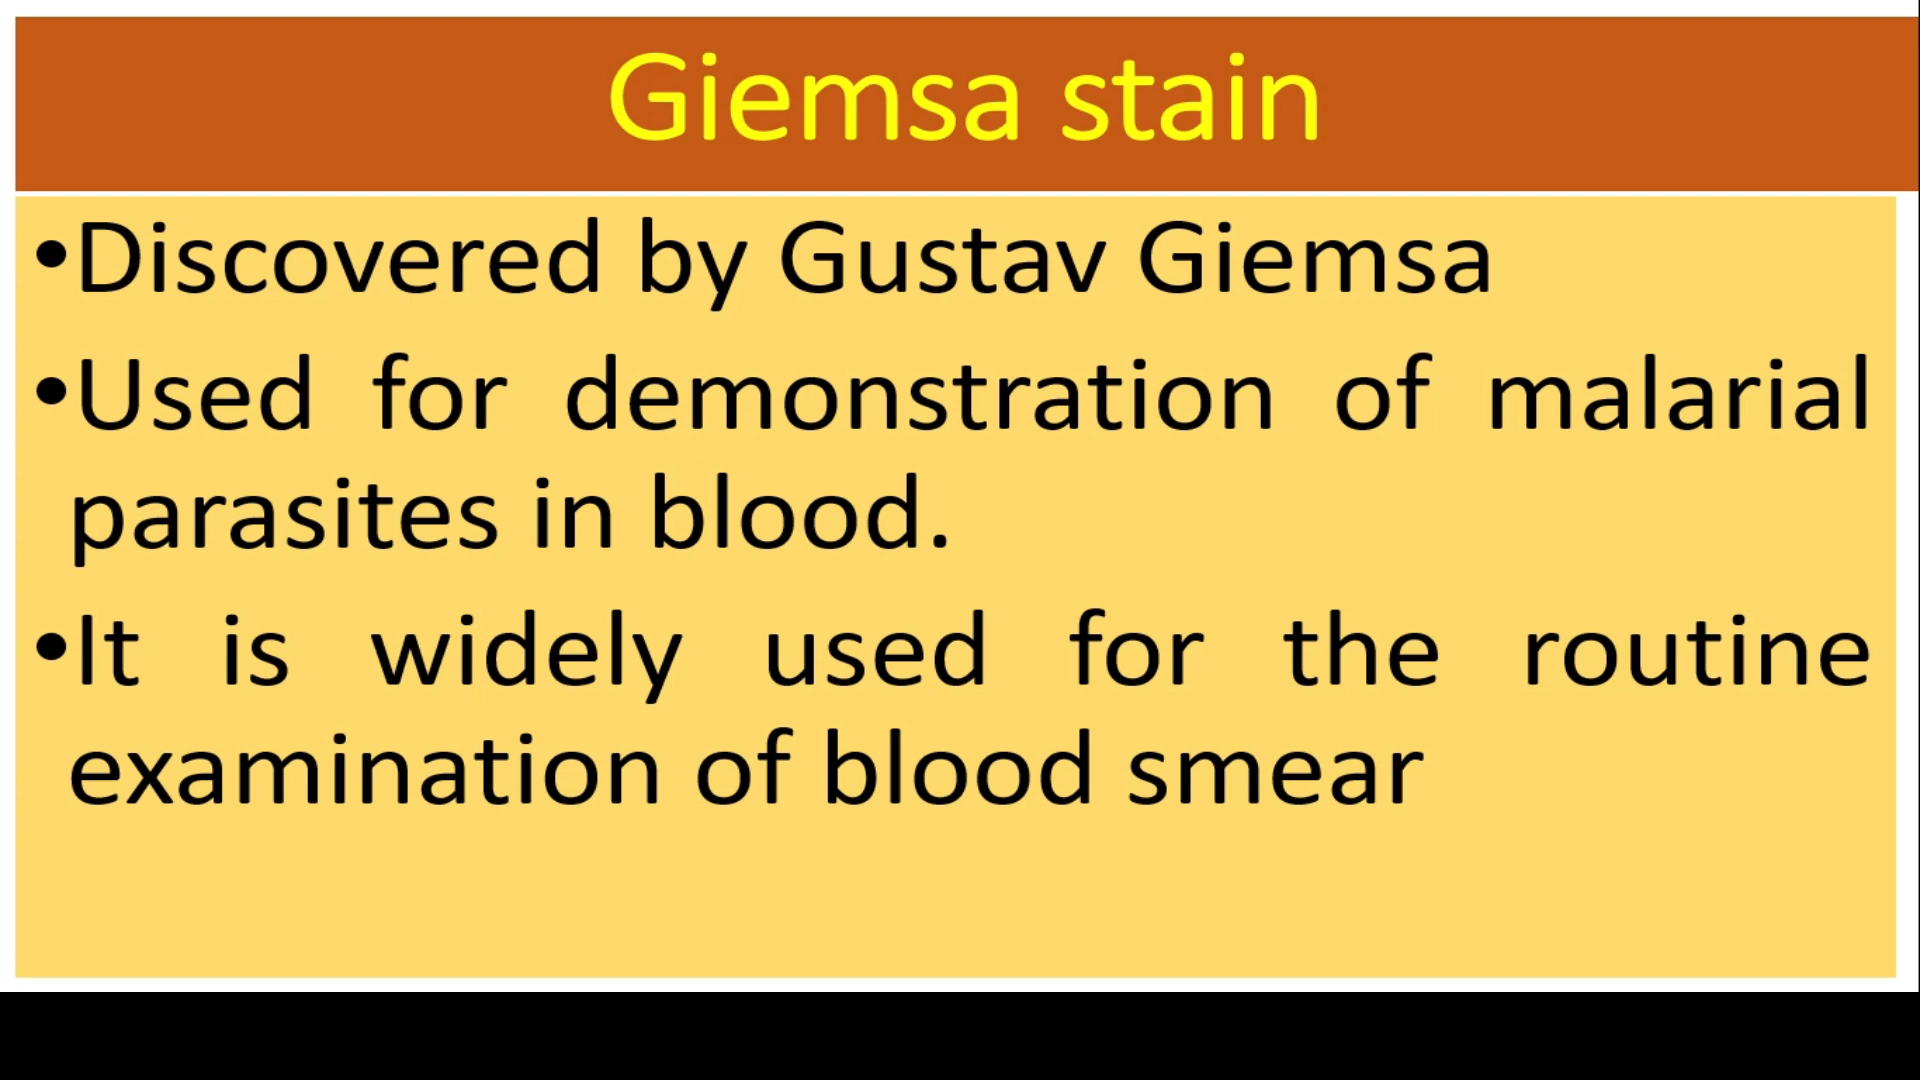 Giemsa stain
•Discovered by Gustav Giemsa
•Used for demonstration of malarial
parasites in blood.
•It is widely used for the routine
examination of blood smear